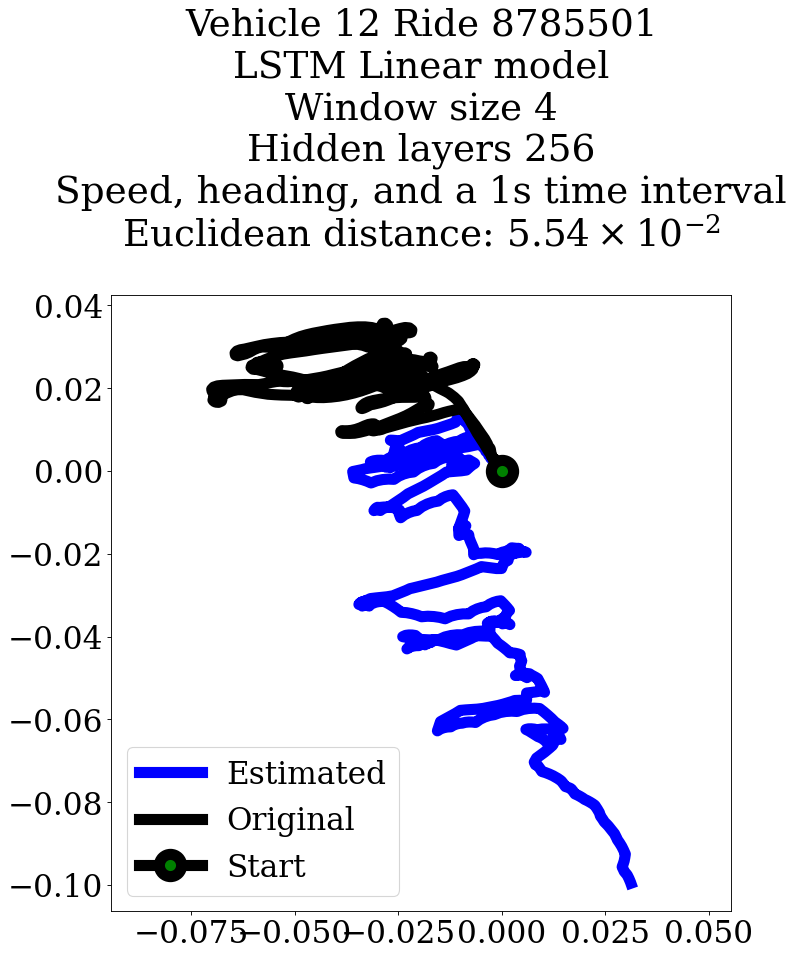 Vehicle 12 Ride 8785501
LSTM Linear model
Window size 4
Hidden layers 256
Speed, heading, and a 1s time interval
Euclidean distance: 5.54 × 10⁻²
0.04
0.02
0.00
−0.02
−0.04
−0.06
−0.08
−0.10
Estimated
Original
Start
−0.075 −0.050 −0.025 0.000 0.025 0.050